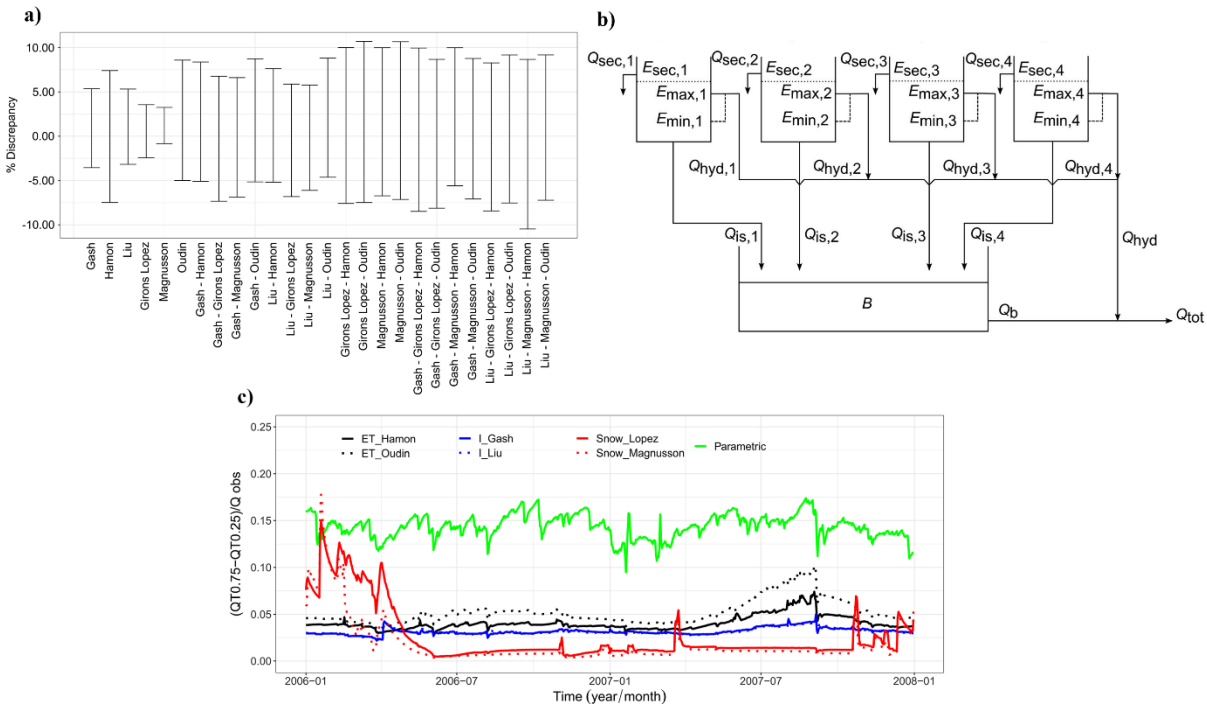 a)
% Discrepancy
10.00
5.00
0.00
-5.00
-10.00
Gash
Hamon
Liu
Girons Lopez
Magnusson
Oudin
Gash - Hamon
Gash - Girons Lopez
Gash - Magnusson
Gash - Oudin
Liu - Hamon
Liu - Girons Lopez
Liu - Magnusson
Liu - Oudin
Girons Lopez - Hamon
Girons Lopez - Oudin
Magnusson - Hamon
Magnusson - Oudin
Gash - Girons Lopez - Hamon
Gash - Girons Lopez - Oudin
Gash - Magnusson - Hamon
Gash - Magnusson - Oudin
Liu - Girons Lopez - Hamon
Liu - Girons Lopez - Oudin
Liu - Magnusson - Hamon
Liu - Magnusson - Oudin
b)
Qsec,1 Esec,1 Qsec,2 Esec,2 Qsec,3 Esec,3 Qsec,4 Esec,4
Emax,1 Emax,2 Emax,3 Emax,4
Emin,1 Emin,2 Emin,3 Emin,4
Qhyd,1 Qhyd,2 Qhyd,3 Qhyd,4
Qis,1 Qis,2 Qis,3 Qis,4 Qhyd
B
Qb
Qtot
c)
(QT0.75-QT0.25)/Q obs
0.25
0.20
0.15
0.10
0.05
0.00
ET_Hamon I_Gash Snow_Lopez Parametric
ET_Oudin I_Liu Snow_Magnusson
2006-01 2006-07 2007-01 2007-07 2008-01
Time (year/month)